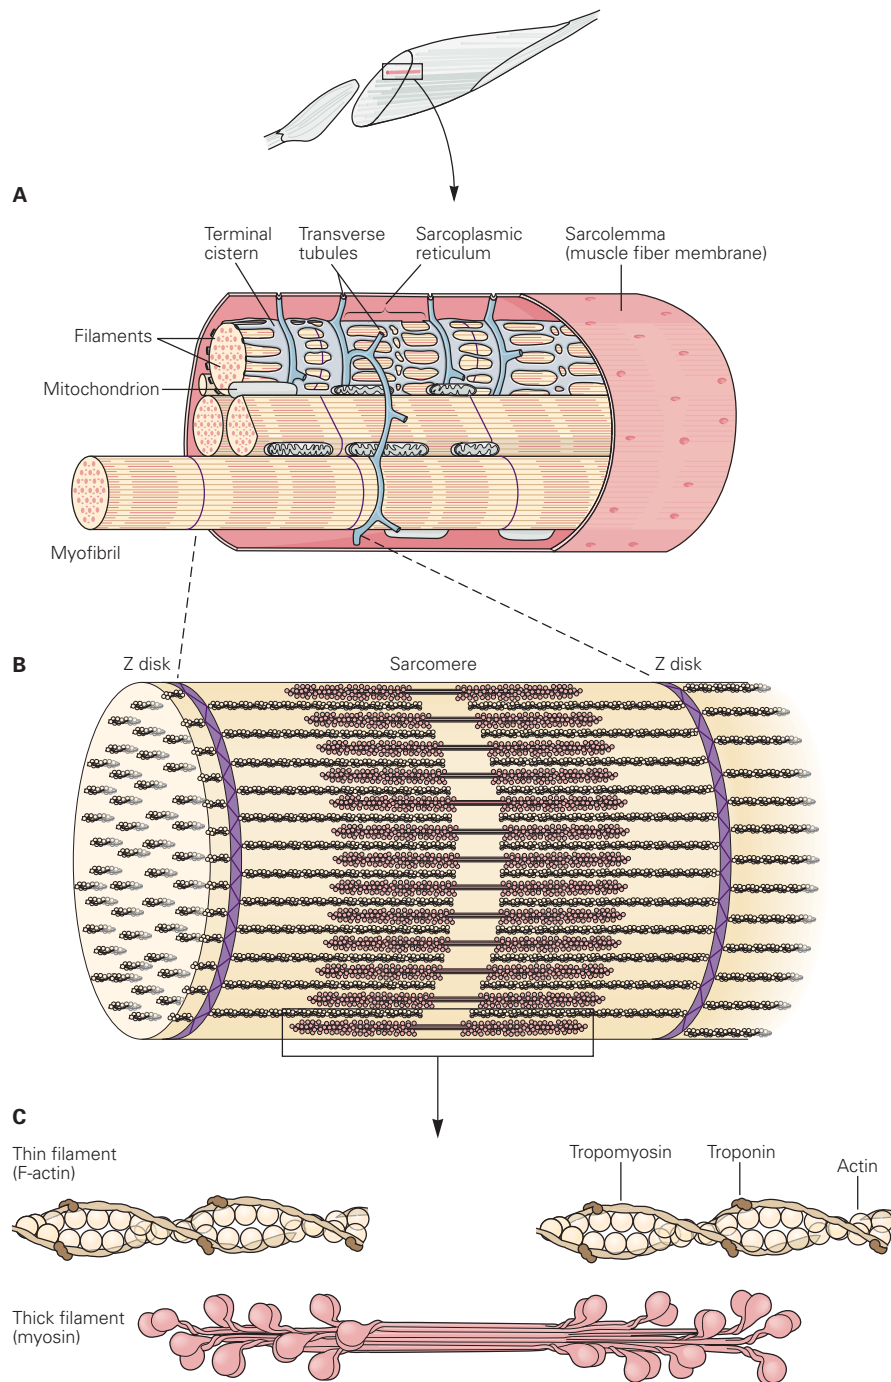 A
Terminal
cistern
Transverse
tubules
Sarcoplasmic
reticulum
Sarcolemma
(muscle fiber membrane)
Filaments
Mitochondrion
Myofibril
B
Z disk
Sarcomere
Z disk
C
Thin filament
(F-actin)
Tropomyosin
Troponin
Actin
Thick filament
(myosin)